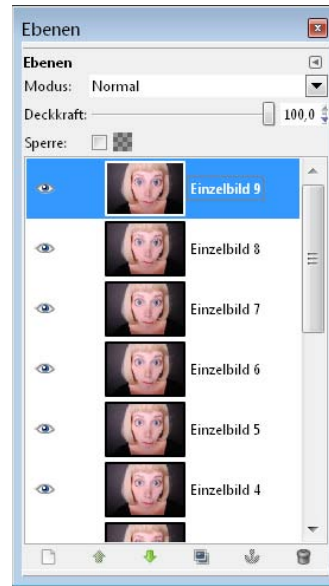 Ebenen
Ebenen
Modus: Normal
Deckkraft: 100,0
Sperre:
Einzelbild 9
Einzelbild 8
Einzelbild 7
Einzelbild 6
Einzelbild 5
Einzelbild 4